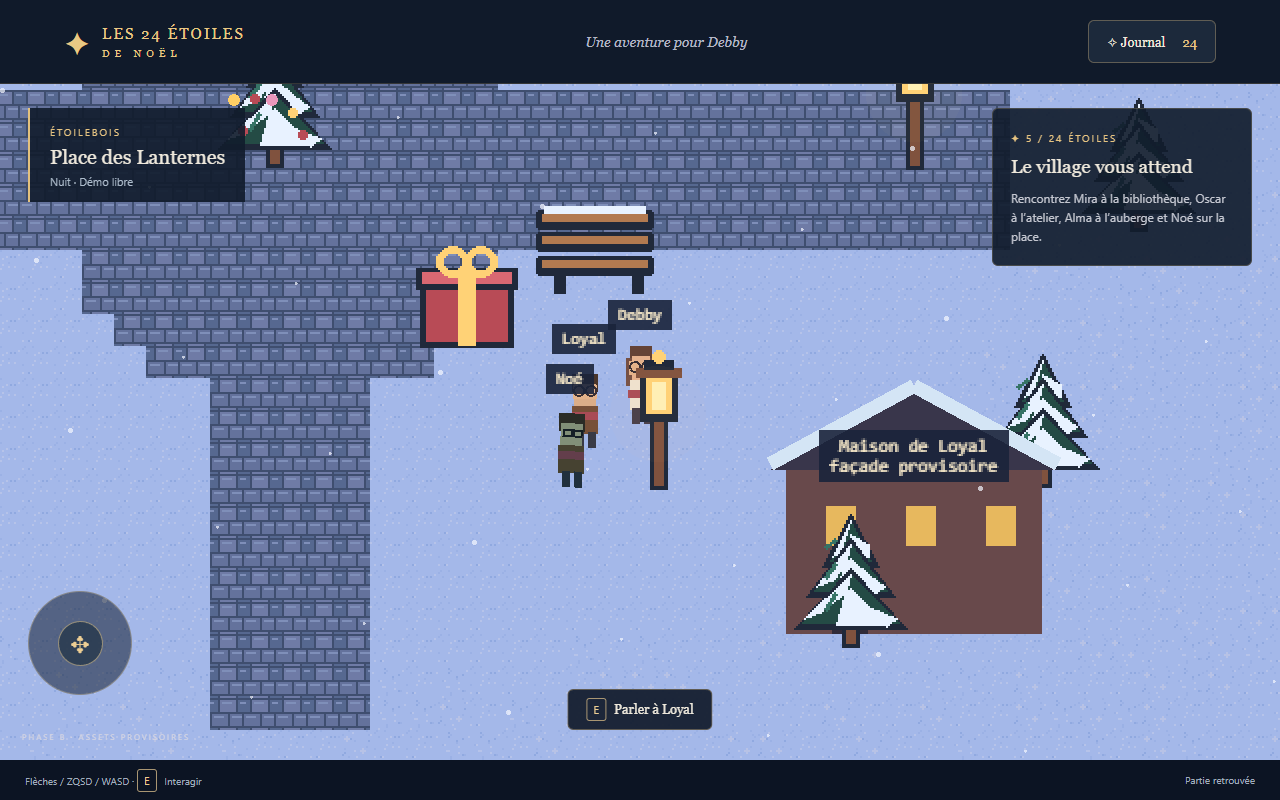 LES 24 ÉTOILES
DE NOËL
Une aventure pour Debby
✧ Journal 24
ÉTOILEBOIS
Place des Lanternes
Nuit · Démo libre
✦ 5 / 24 ÉTOILES
Le village vous attend
Rencontrez Mira à la bibliothèque, Oscar
à l'atelier, Alma à l'auberge et Noé sur la
place.
Debby
Loyal
Noé
Maison de Loyal
façade provisoire
E Parler à Loyal
PHASE B · ASSETS PROVISOIRES
Flèches / ZQSD / WASD · E Interagir
Partie retrouvée